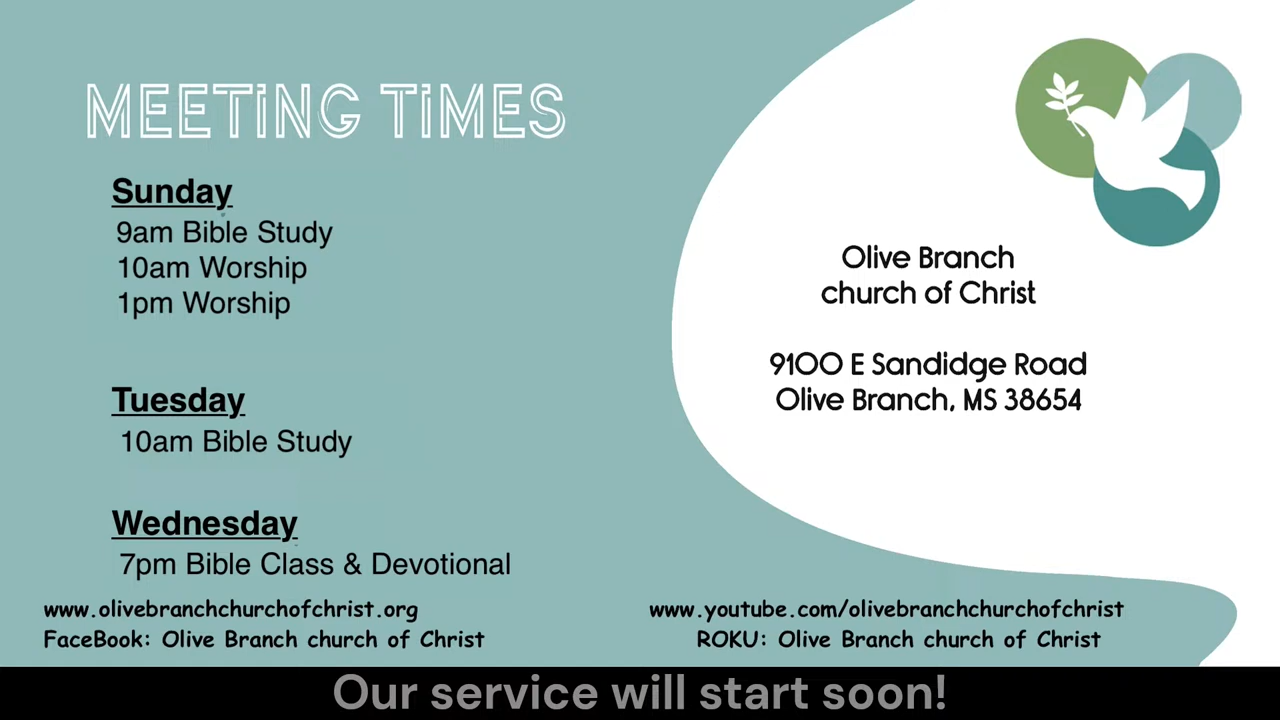 MEETING TIMES
Sunday
9am Bible Study
10am Worship
1pm Worship
Tuesday
10am Bible Study
Wednesday
7pm Bible Class & Devotional
www.olivebranchchurchofchrist.org
FaceBook: Olive Branch church of Christ
Olive Branch
church of Christ
9100 E Sandidge Road
Olive Branch, MS 38654
www.youtube.com/olivebranchchurchofchrist
ROKU: Olive Branch church of Christ
Our service will start soon!